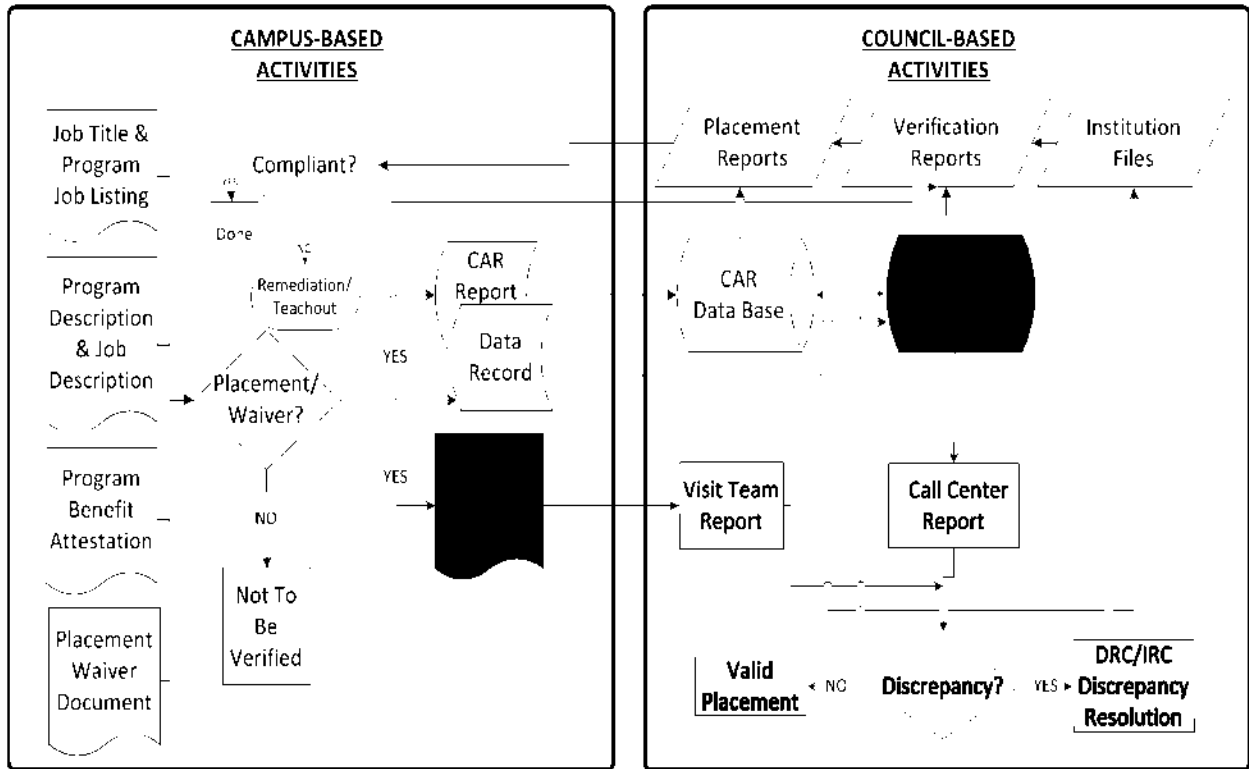 CAMPUS-BASED
ACTIVITIES
Job Title &
Program
Job Listing
Compliant?
Done
Remediation/
Teachout
CAR
Report
Program
Description
& Job
Description
Data
Record
YES
Placement/
Waiver?
YES
Program
Benefit
Attestation
NO
Not To
Be
Verified
Placement
Waiver
Document
COUNCIL-BASED
ACTIVITIES
Placement
Reports
Verification
Reports
Institution
Files
CAR
Data Base
Visit Team
Report
Call Center
Report
Valid
Placement
NO
Discrepancy?
YES
DRC/IRC
Discrepancy
Resolution